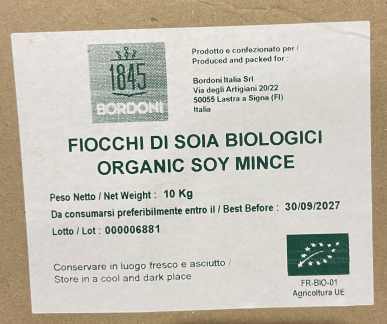 1845
BORDONI
Prodotto e confezionato per /
Produced and packed for :
Bordoni Italia Srl
Via degli Artigiani 20/22
50055 Lastra a Signa (FI)
Italia
FIOCCHI DI SOIA BIOLOGICI
ORGANIC SOY MINCE
Peso Netto / Net Weight : 10 Kg
Da consumarsi preferibilmente entro il / Best Before : 30/09/2027
Lotto / Lot : 000006881
Conservare in luogo fresco e asciutto /
Store in a cool and dark place
FR-BIO-01
Agricoltura UE